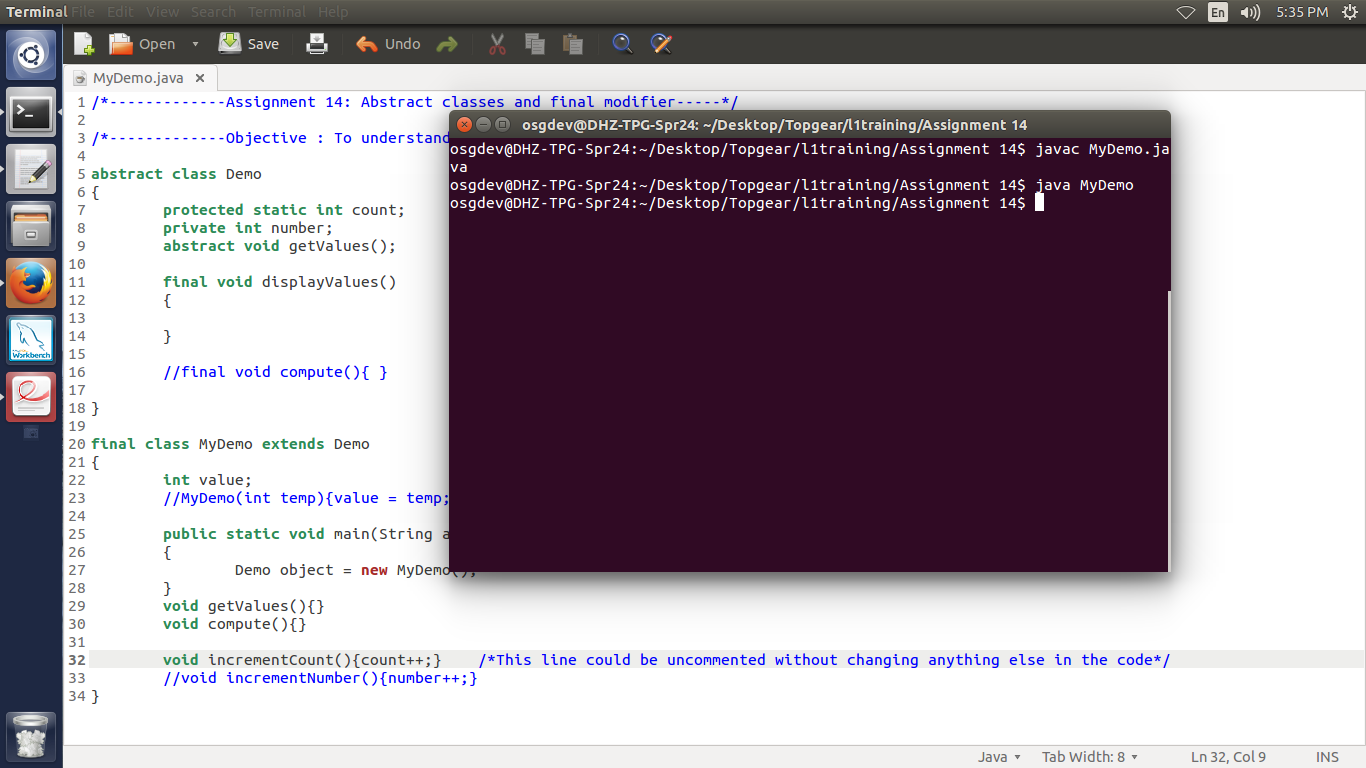 Terminal File Edit View Search Terminal Help En 5:35 PM
Open Save Undo
MyDemo.java
1 /*-------------Assignment 14: Abstract classes and final modifier-----*/
2
3 /*-------------Objective : To understand
4
5 abstract class Demo
6 {
7 protected static int count;
8 private int number;
9 abstract void getValues();
10
11 final void displayValues()
12 {
13
14 }
15
16 //final void compute(){ }
17
18 }
19
20 final class MyDemo extends Demo
21 {
22 int value;
23 //MyDemo(int temp){value = temp;
24
25 public static void main(String a
26 {
27 Demo object = new MyDemo();
28 }
29 void getValues(){}
30 void compute(){}
31
32 void incrementCount(){count++;} /*This line could be uncommented without changing anything else in the code*/
33 //void incrementNumber(){number++;}
34 }
osgdev@DHZ-TPG-Spr24: ~/Desktop/Topgear/l1training/Assignment 14
osgdev@DHZ-TPG-Spr24:~/Desktop/Topgear/l1training/Assignment 14$ javac MyDemo.ja
va
osgdev@DHZ-TPG-Spr24:~/Desktop/Topgear/l1training/Assignment 14$ java MyDemo
osgdev@DHZ-TPG-Spr24:~/Desktop/Topgear/l1training/Assignment 14$
Workbench
Java Tab Width: 8 Ln 32, Col 9 INS